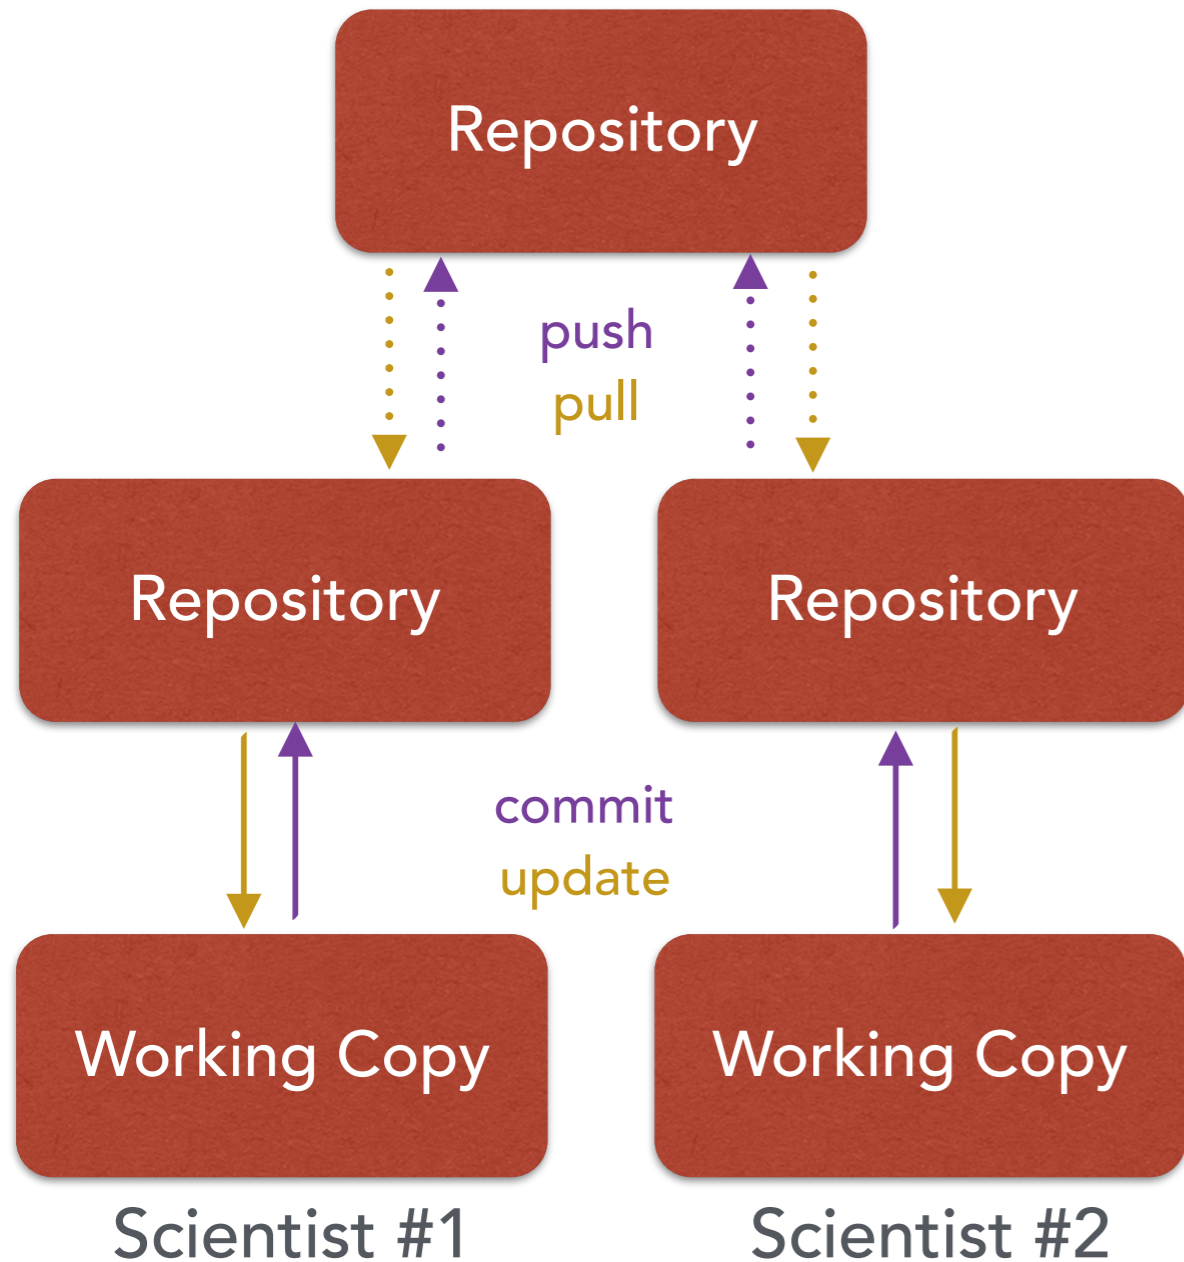 Repository
push
pull
Repository
Repository
commit
update
Working Copy
Working Copy
Scientist #1
Scientist #2